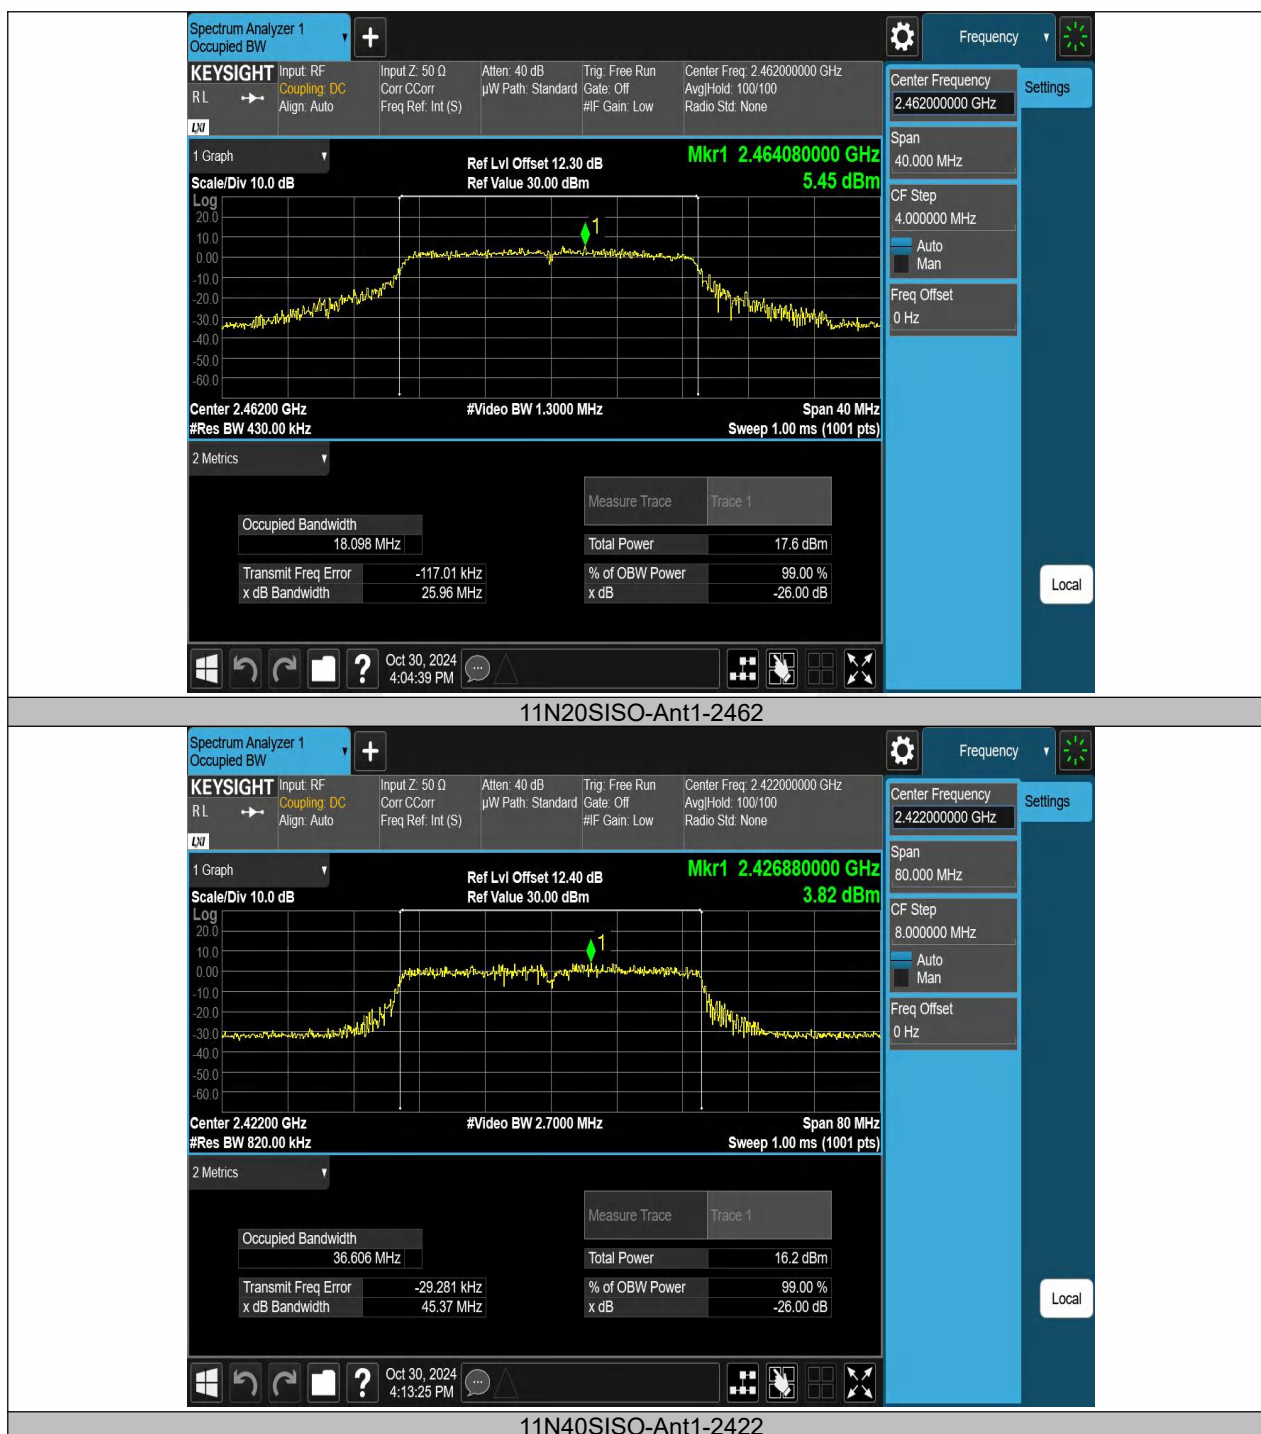 Spectrum Analyzer 1
Occupied BW
+
Frequency
KEYSIGHT
R L
LXI
Input: RF
Coupling: DC
Align: Auto
Input Z: 50 Ω
Corr CCorr
Freq Ref: Int (S)
Atten: 40 dB
µW Path: Standard
Trig: Free Run
Gate: Off
#IF Gain: Low
Center Freq: 2.462000000 GHz
Avg|Hold: 100/100
Radio Std: None
Center Frequency
2.462000000 GHz
Settings
Span
40.000 MHz
CF Step
4.000000 MHz
Auto
Man
Freq Offset
0 Hz
Local
1 Graph
Ref Lvl Offset 12.30 dB
Mkr1 2.464080000 GHz
Scale/Div 10.0 dB
Ref Value 30.00 dBm
5.45 dBm
Log
20.0
10.0
0.00
-10.0
-20.0
-30.0
-40.0
-50.0
-60.0
1
Center 2.46200 GHz
#Video BW 1.3000 MHz
Span 40 MHz
#Res BW 430.00 kHz
Sweep 1.00 ms (1001 pts)
2 Metrics
Measure Trace
Trace 1
Occupied Bandwidth
18.098 MHz
Total Power
17.6 dBm
Transmit Freq Error
-117.01 kHz
% of OBW Power
99.00 %
x dB Bandwidth
25.96 MHz
x dB
-26.00 dB
?
Oct 30, 2024
4:04:39 PM
11N20SISO-Ant1-2462
Spectrum Analyzer 1
Occupied BW
+
Frequency
KEYSIGHT
R L
LXI
Input: RF
Coupling: DC
Align: Auto
Input Z: 50 Ω
Corr CCorr
Freq Ref: Int (S)
Atten: 40 dB
µW Path: Standard
Trig: Free Run
Gate: Off
#IF Gain: Low
Center Freq: 2.422000000 GHz
Avg|Hold: 100/100
Radio Std: None
Center Frequency
2.422000000 GHz
Settings
Span
80.000 MHz
CF Step
8.000000 MHz
Auto
Man
Freq Offset
0 Hz
Local
1 Graph
Ref Lvl Offset 12.40 dB
Mkr1 2.426880000 GHz
Scale/Div 10.0 dB
Ref Value 30.00 dBm
3.82 dBm
Log
20.0
10.0
0.00
-10.0
-20.0
-30.0
-40.0
-50.0
-60.0
1
Center 2.42200 GHz
#Video BW 2.7000 MHz
Span 80 MHz
#Res BW 820.00 kHz
Sweep 1.00 ms (1001 pts)
2 Metrics
Measure Trace
Trace 1
Occupied Bandwidth
36.606 MHz
Total Power
16.2 dBm
Transmit Freq Error
-29.281 kHz
% of OBW Power
99.00 %
x dB Bandwidth
45.37 MHz
x dB
-26.00 dB
?
Oct 30, 2024
4:13:25 PM
11N40SISO-Ant1-2422